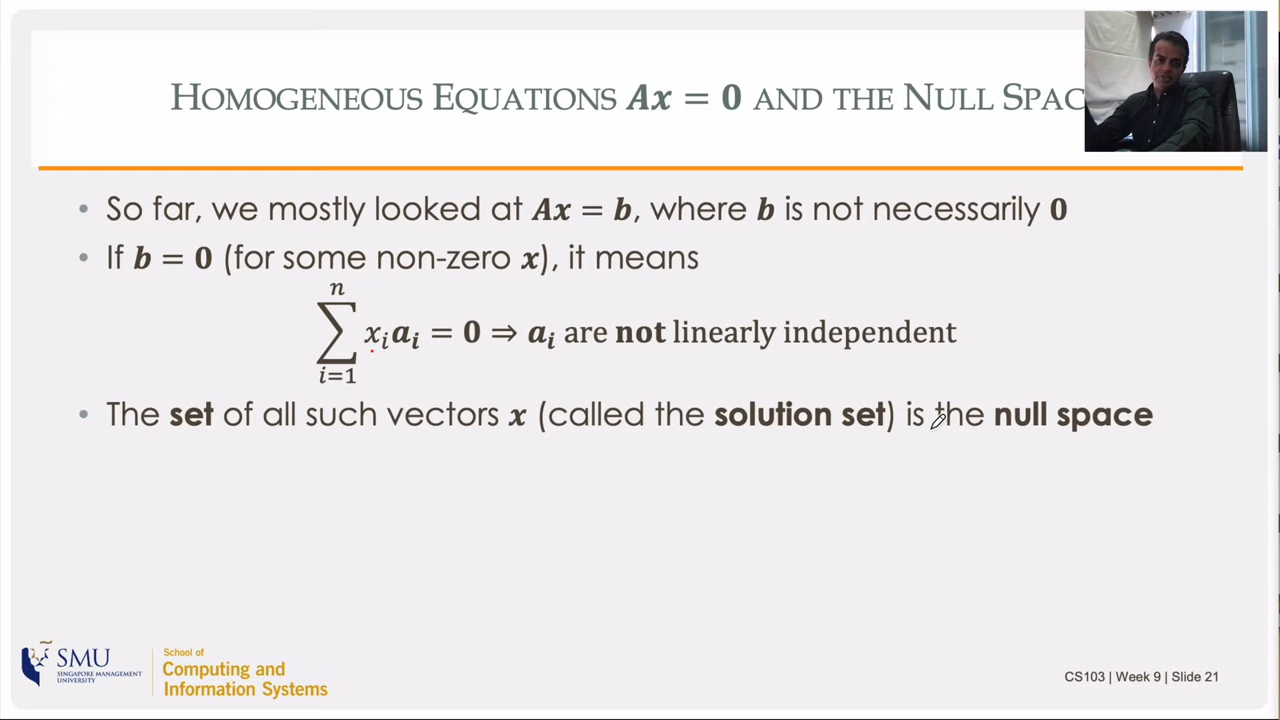 HOMOGENEOUS EQUATIONS Ax = 0 AND THE NULL SPAC
• So far, we mostly looked at Ax = b, where b is not necessarily 0
• If b = 0 (for some non-zero x), it means
n
∑ xᵢaᵢ = 0 ⇒ aᵢ are not linearly independent
i=1
• The set of all such vectors x (called the solution set) is the null space
SMU
SINGAPORE MANAGEMENT
UNIVERSITY
School of
Computing and
Information Systems
CS103 | Week 9 | Slide 21